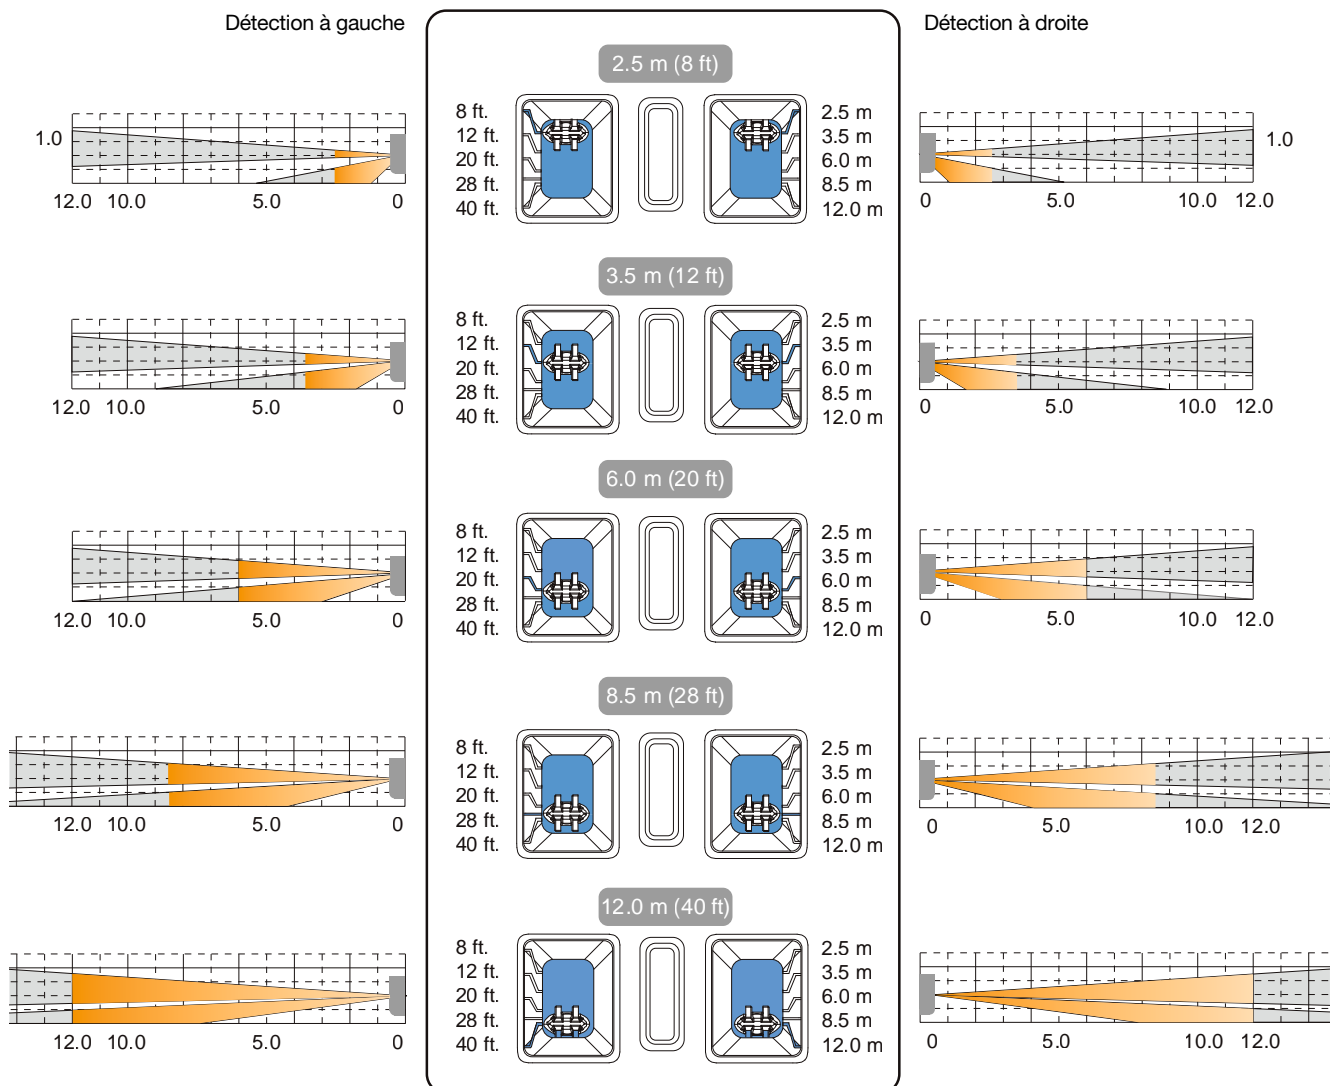 Détection à gauche
Détection à droite
2.5 m (8 ft)
1.0
12.0 10.0 5.0 0
8 ft.
12 ft.
20 ft.
28 ft.
40 ft.
2.5 m
3.5 m
6.0 m
8.5 m
12.0 m
1.0
0 5.0 10.0 12.0
3.5 m (12 ft)
12.0 10.0 5.0 0
8 ft.
12 ft.
20 ft.
28 ft.
40 ft.
2.5 m
3.5 m
6.0 m
8.5 m
12.0 m
0 5.0 10.0 12.0
6.0 m (20 ft)
12.0 10.0 5.0 0
8 ft.
12 ft.
20 ft.
28 ft.
40 ft.
2.5 m
3.5 m
6.0 m
8.5 m
12.0 m
0 5.0 10.0 12.0
8.5 m (28 ft)
12.0 10.0 5.0 0
8 ft.
12 ft.
20 ft.
28 ft.
40 ft.
2.5 m
3.5 m
6.0 m
8.5 m
12.0 m
0 5.0 10.0 12.0
12.0 m (40 ft)
12.0 10.0 5.0 0
8 ft.
12 ft.
20 ft.
28 ft.
40 ft.
2.5 m
3.5 m
6.0 m
8.5 m
12.0 m
0 5.0 10.0 12.0